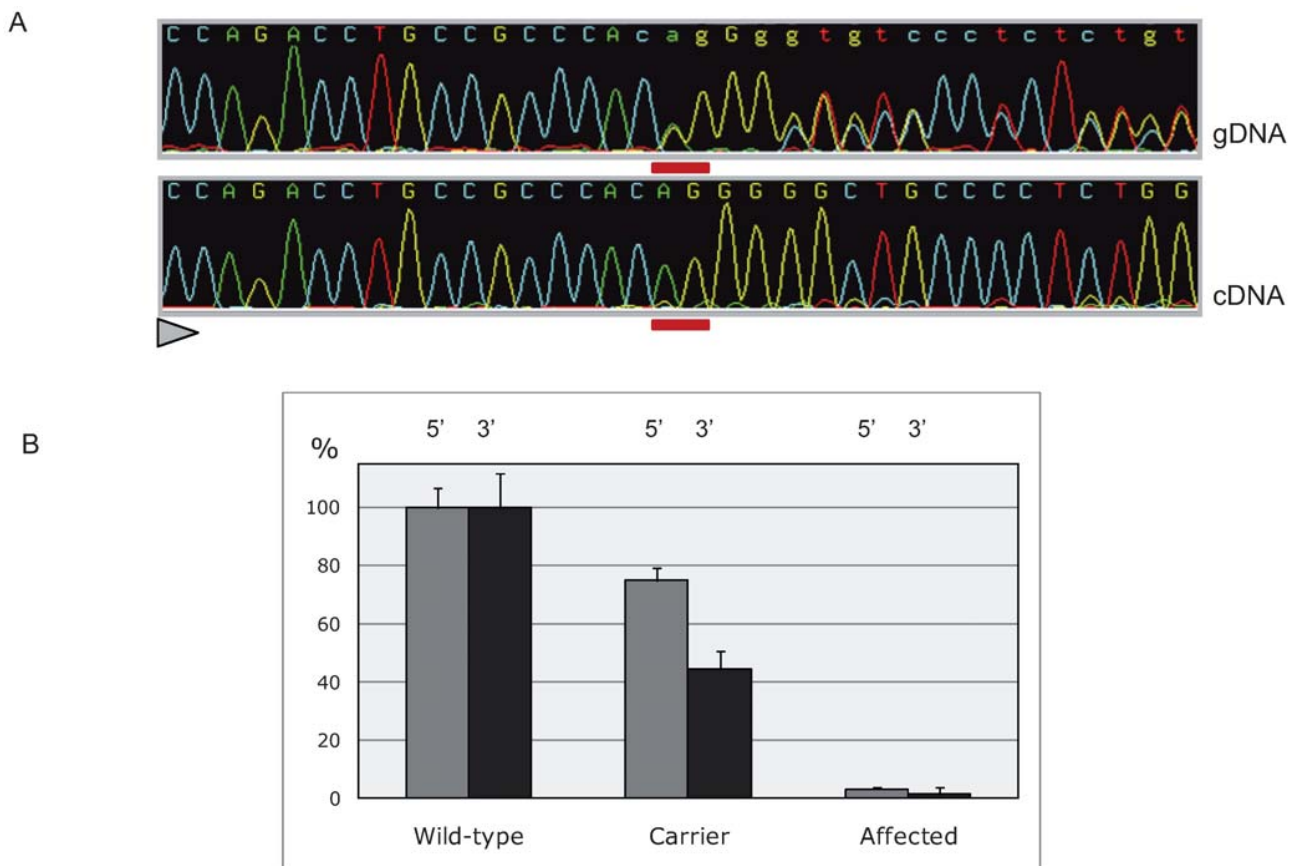 A
C C A G A C C T G C C G C C C A c a g G g g t g t c c c t c t c t g t
gDNA
C C A G A C C T G C C G C C C A C A G G G G G C T G C C C C T C T G G
cDNA
B
5’ 3’ 5’ 3’ 5’ 3’
%
100
80
60
40
20
0
Wild-type Carrier Affected